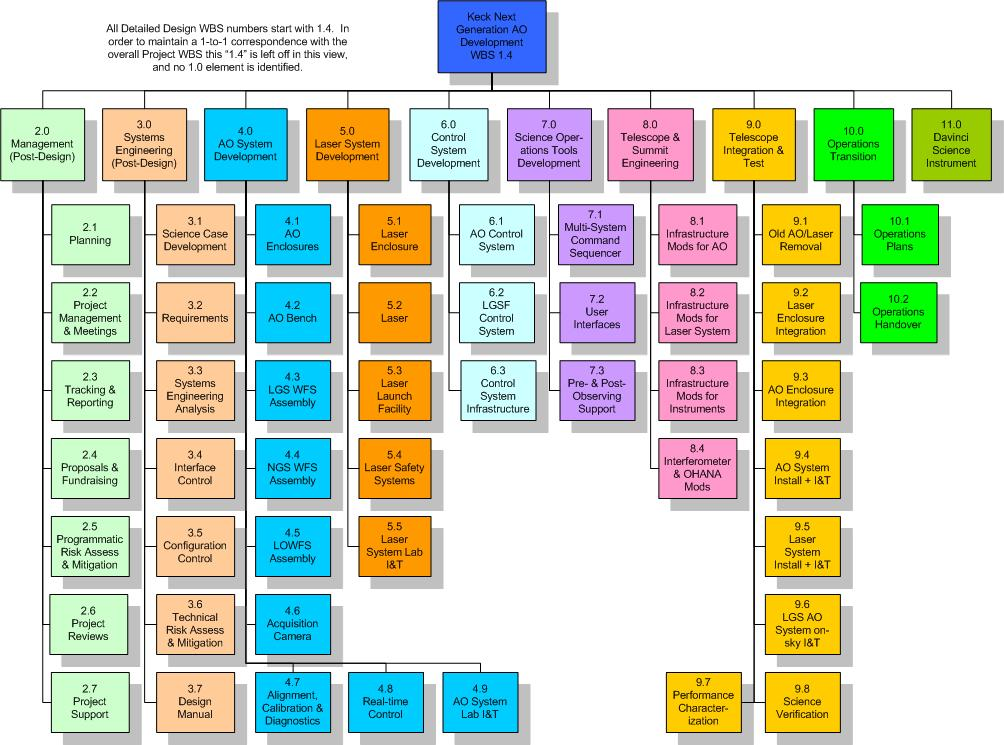 All Detailed Design WBS numbers start with 1.4. In
order to maintain a 1-to-1 correspondence with the
overall Project WBS this "1.4" is left off in this view,
and no 1.0 element is identified.
Keck Next
Generation AO
Development
WBS 1.4
2.0
Management
(Post-Design)
3.0
Systems
Engineering
(Post-Design)
4.0
AO System
Development
5.0
Laser System
Development
6.0
Control
System
Development
7.0
Science Oper-
ations Tools
Development
8.0
Telescope &
Summit
Engineering
9.0
Telescope
Integration &
Test
10.0
Operations
Transition
11.0
Davinci
Science
Instrument
2.1
Planning
2.2
Project
Management
& Meetings
2.3
Tracking &
Reporting
2.4
Proposals &
Fundraising
2.5
Programmatic
Risk Assess
& Mitigation
2.6
Project
Reviews
2.7
Project
Support
3.1
Science Case
Development
3.2
Requirements
3.3
Systems
Engineering
Analysis
3.4
Interface
Control
3.5
Configuration
Control
3.6
Technical
Risk Assess
& Mitigation
3.7
Design
Manual
4.1
AO
Enclosures
4.2
AO Bench
4.3
LGS WFS
Assembly
4.4
NGS WFS
Assembly
4.5
LOWFS
Assembly
4.6
Acquisition
Camera
4.7
Alignment,
Calibration &
Diagnostics
4.8
Real-time
Control
4.9
AO System
Lab I&T
5.1
Laser
Enclosure
5.2
Laser
5.3
Laser
Launch
Facility
5.4
Laser Safety
Systems
5.5
Laser
System Lab
I&T
6.1
AO Control
System
6.2
LGSF
Control
System
6.3
Control
System
Infrastructure
7.1
Multi-System
Command
Sequencer
7.2
User
Interfaces
7.3
Pre- & Post-
Observing
Support
8.1
Infrastructure
Mods for AO
8.2
Infrastructure
Mods for
Laser System
8.3
Infrastructure
Mods for
Instruments
8.4
Interferometer
& OHANA
Mods
9.1
Old AO/Laser
Removal
9.2
Laser
Enclosure
Integration
9.3
AO Enclosure
Integration
9.4
AO System
Install + I&T
9.5
Laser
System
Install + I&T
9.6
LGS AO
System on-
sky I&T
9.7
Performance
Character-
ization
9.8
Science
Verification
10.1
Operations
Plans
10.2
Operations
Handover